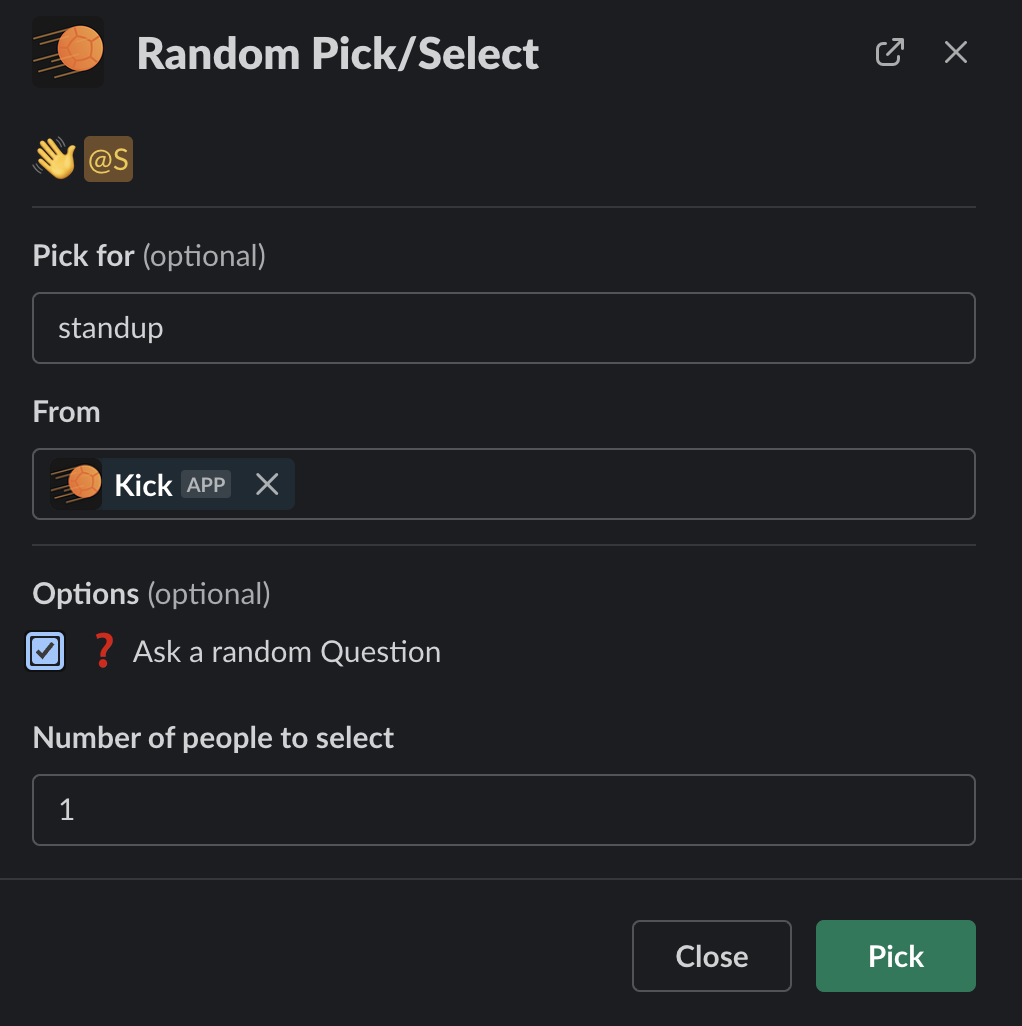 Random Pick/Select
👋 @S
Pick for (optional)
standup
From
Kick APP
Options (optional)
❓ Ask a random Question
Number of people to select
1
Close Pick